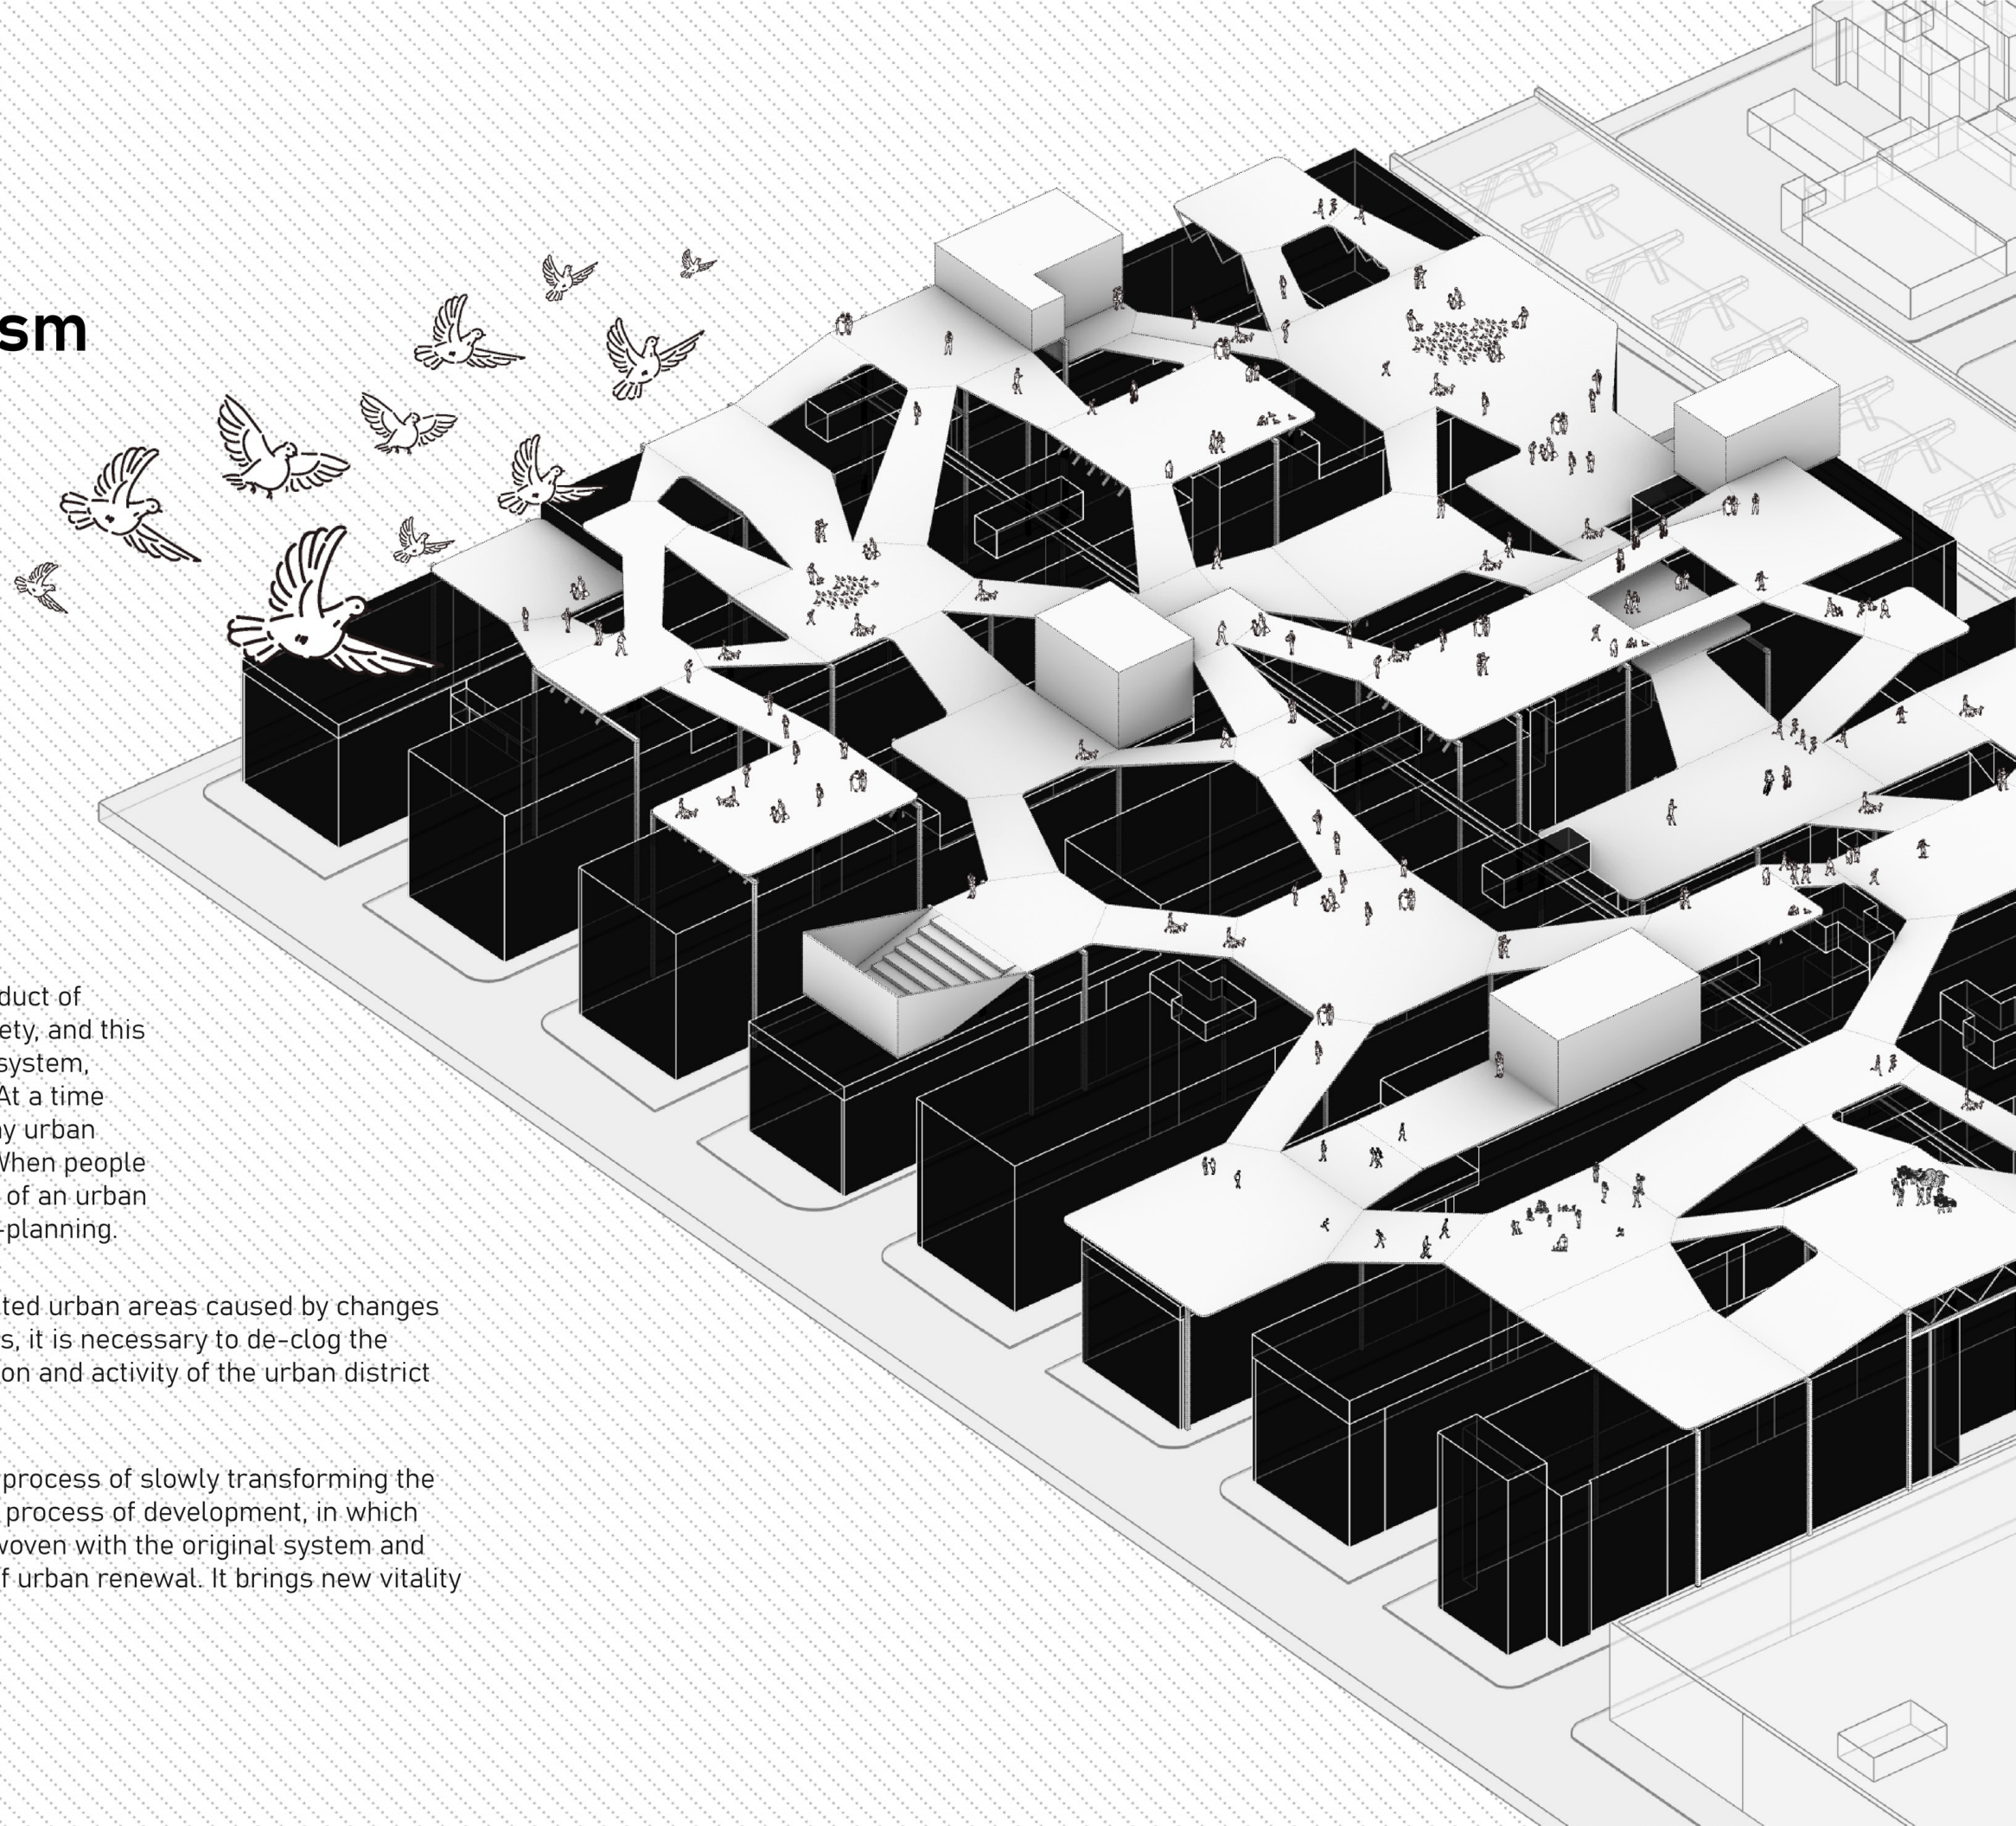 sm
duct of
ety, and this
system,
At a time
ny urban
When people
of an urban
-planning.
ted urban areas caused by changes
s, it is necessary to de-clog the
on and activity of the urban district
process of slowly transforming the
process of development, in which
woven with the original system and
f urban renewal. It brings new vitality